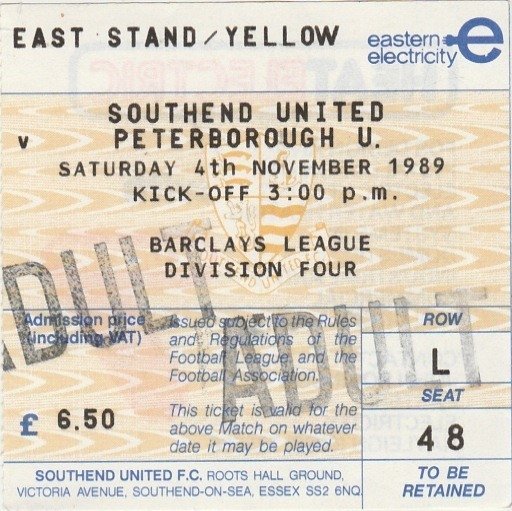 EAST STAND/YELLOW
eastern
electricity
SOUTHEND UNITED
v PETERBOROUGH U.
SATURDAY 4th NOVEMBER 1989
KICK-OFF 3:00 p.m.
BARCLAYS LEAGUE
DIVISION FOUR
ADULT ADULT
Admission price
(including VAT)
£ 6.50
Issued subject to the Rules
and Regulations of the
Football League and the
Football Association.
This ticket is valid for the
above Match on whatever
date it may be played.
ROW
L
SEAT
48
TO BE
RETAINED
SOUTHEND UNITED F.C. ROOTS HALL GROUND,
VICTORIA AVENUE, SOUTHEND-ON-SEA, ESSEX SS2 6NQ